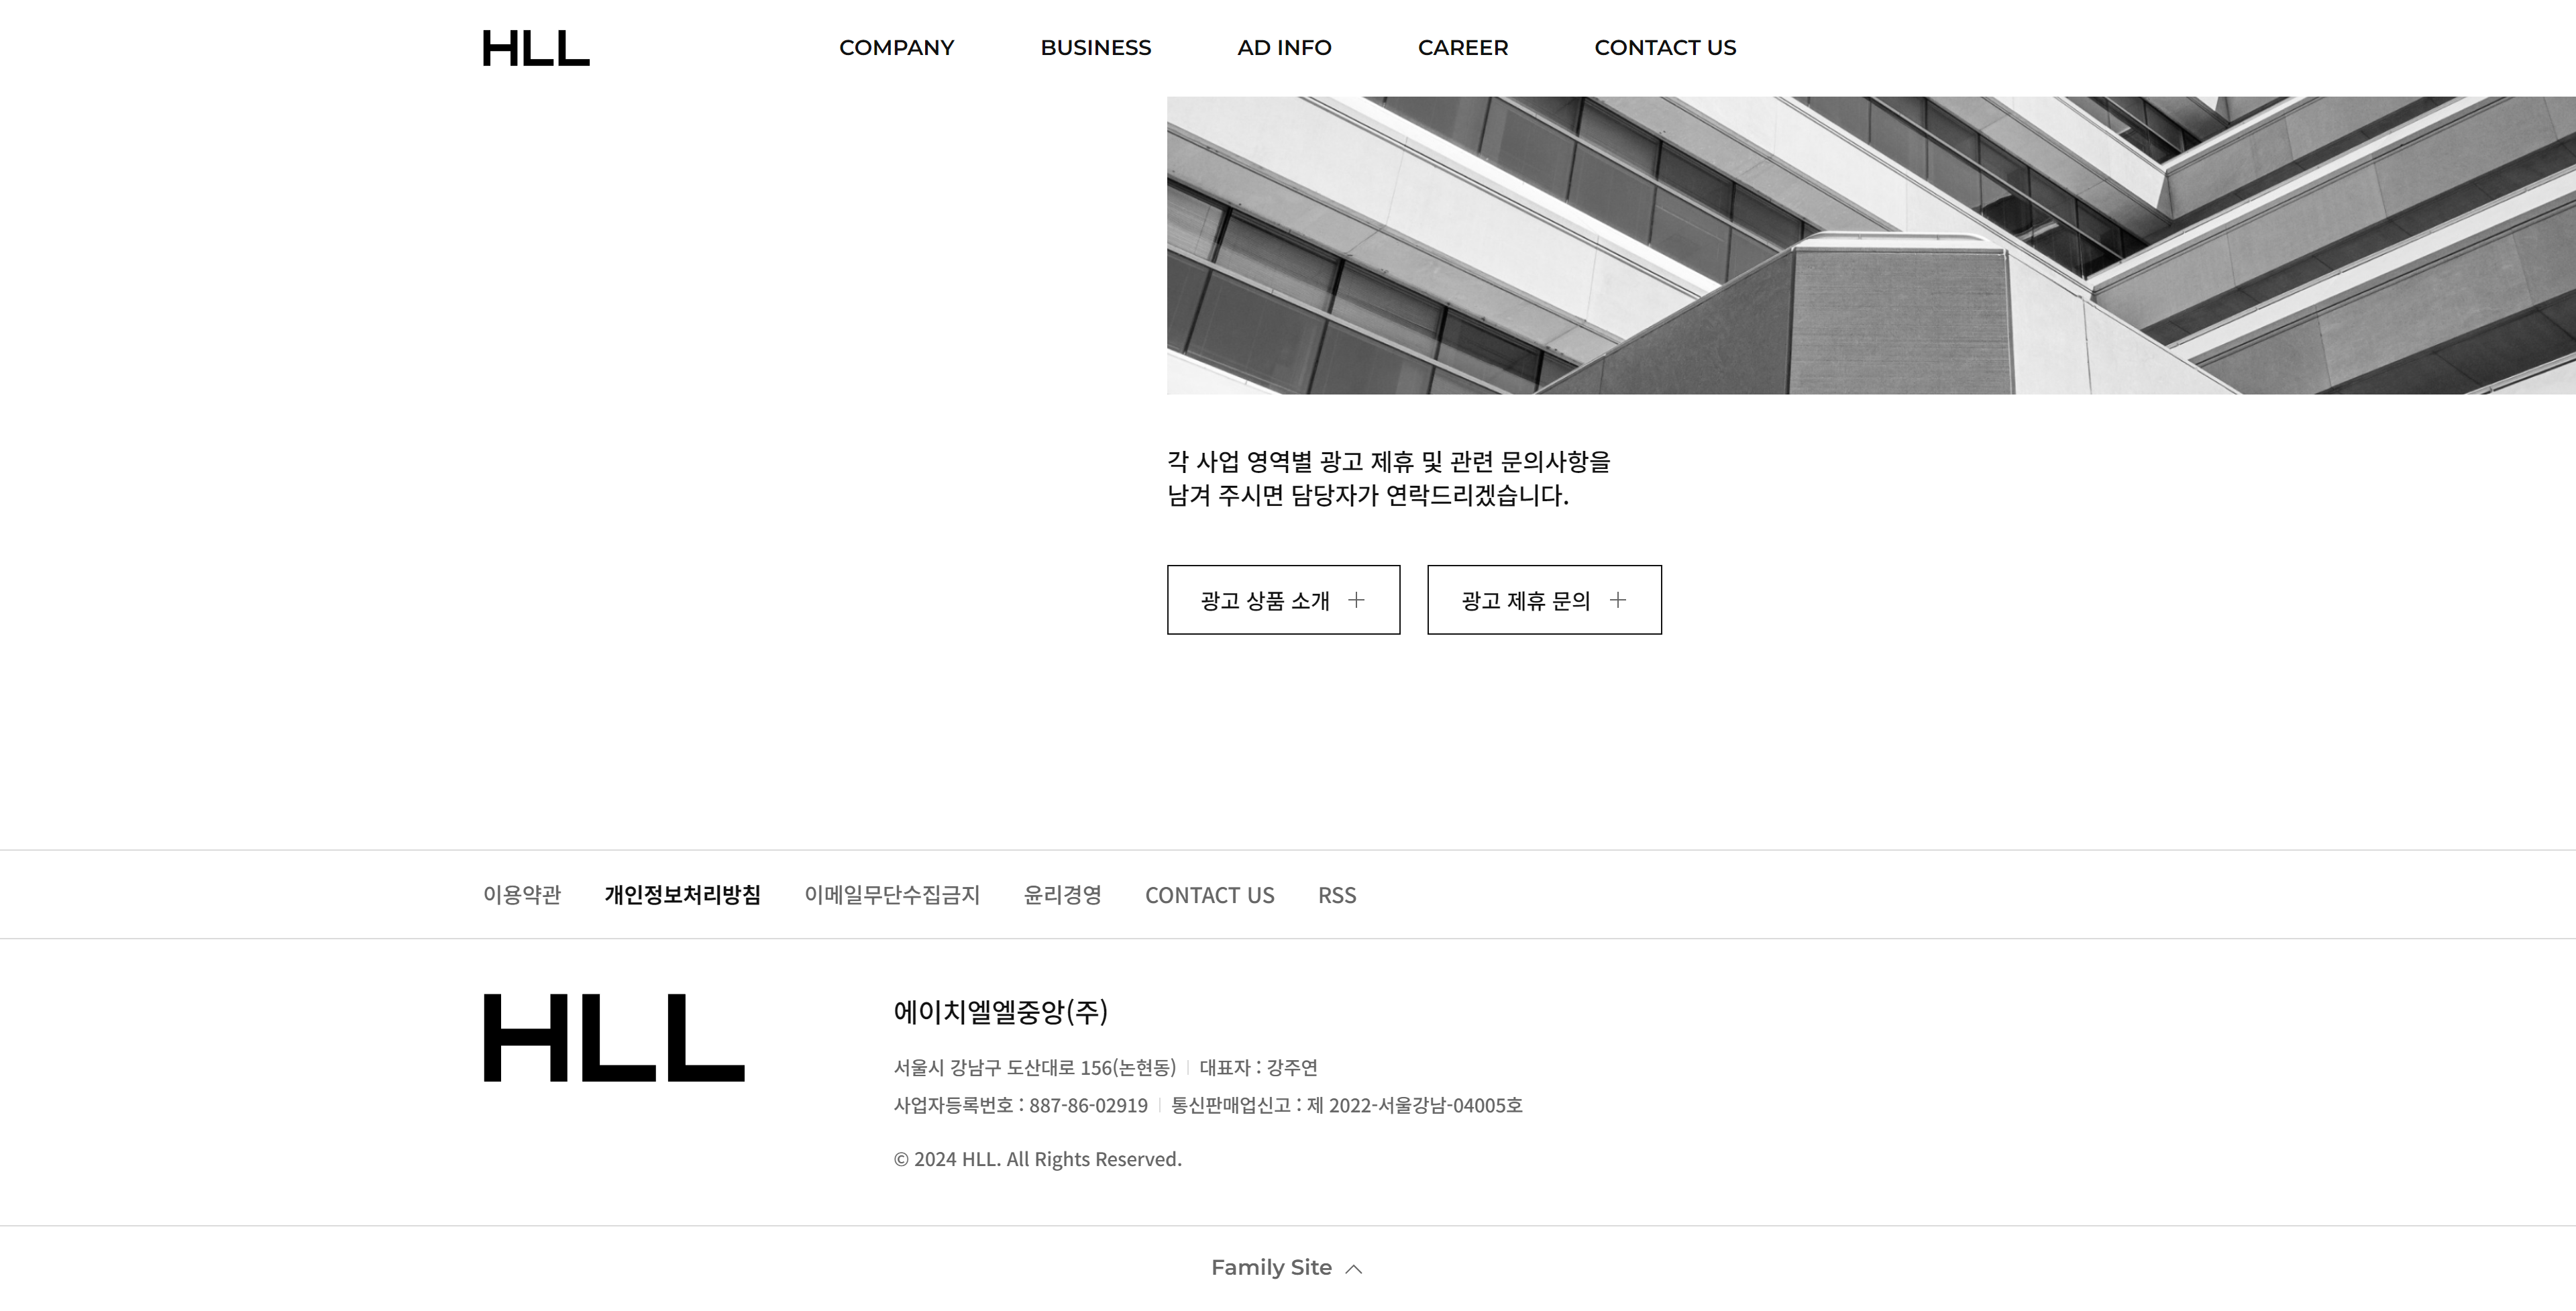 HLL
COMPANY BUSINESS AD INFO CAREER CONTACT US
각 사업 영역별 광고 제휴 및 관련 문의사항을
남겨 주시면 담당자가 연락드리겠습니다.
광고 상품 소개 광고 제휴 문의
이용약관 개인정보처리방침 이메일무단수집금지 윤리경영 CONTACT US RSS
HLL
에이치엘엘중앙(주)
서울시 강남구 도산대로 156(논현동) 대표자 : 강주연
사업자등록번호 : 887-86-02919 통신판매업신고 : 제 2022-서울강남-04005호
© 2024 HLL. All Rights Reserved.
Family Site